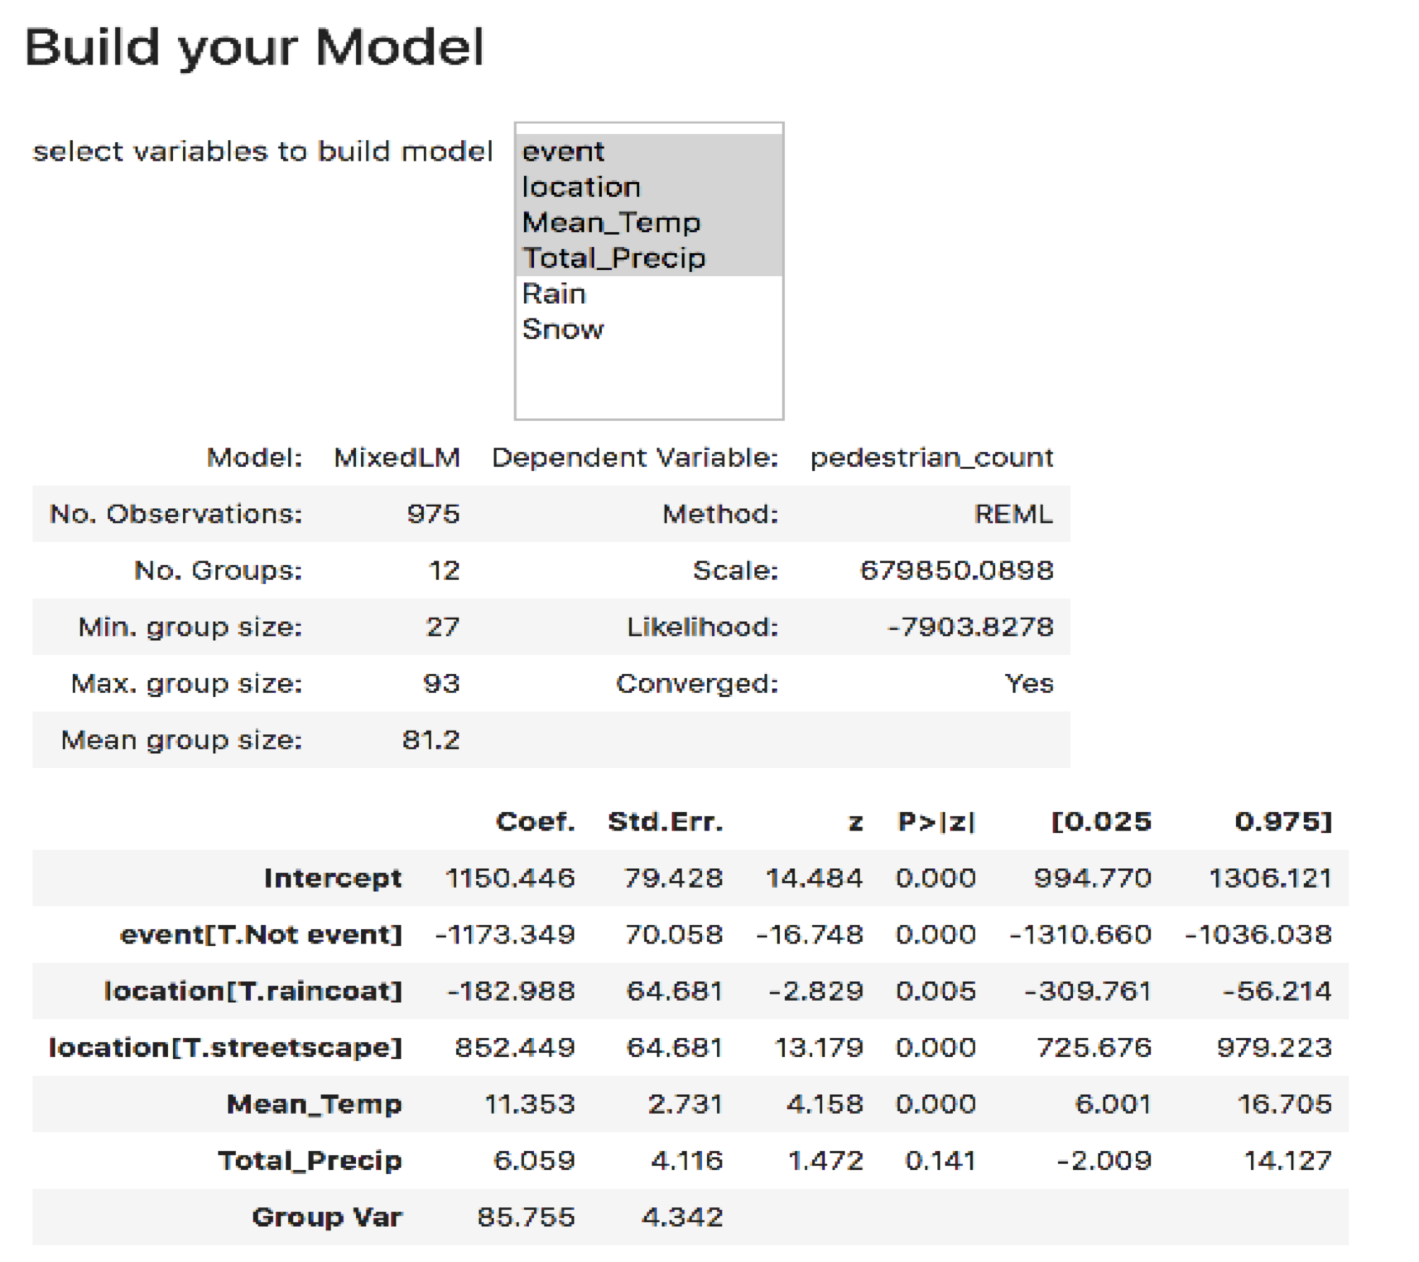 Build your Model
select variables to build model
event
location
Mean_Temp
Total_Precip
Rain
Snow
Model: MixedLM Dependent Variable: pedestrian_count
No. Observations: 975 Method: REML
No. Groups: 12 Scale: 679850.0898
Min. group size: 27 Likelihood: -7903.8278
Max. group size: 93 Converged: Yes
Mean group size: 81.2
Coef. Std.Err. z P>|z| [0.025 0.975]
Intercept 1150.446 79.428 14.484 0.000 994.770 1306.121
event[T.Not event] -1173.349 70.058 -16.748 0.000 -1310.660 -1036.038
location[T.raincoat] -182.988 64.681 -2.829 0.005 -309.761 -56.214
location[T.streetscape] 852.449 64.681 13.179 0.000 725.676 979.223
Mean_Temp 11.353 2.731 4.158 0.000 6.001 16.705
Total_Precip 6.059 4.116 1.472 0.141 -2.009 14.127
Group Var 85.755 4.342